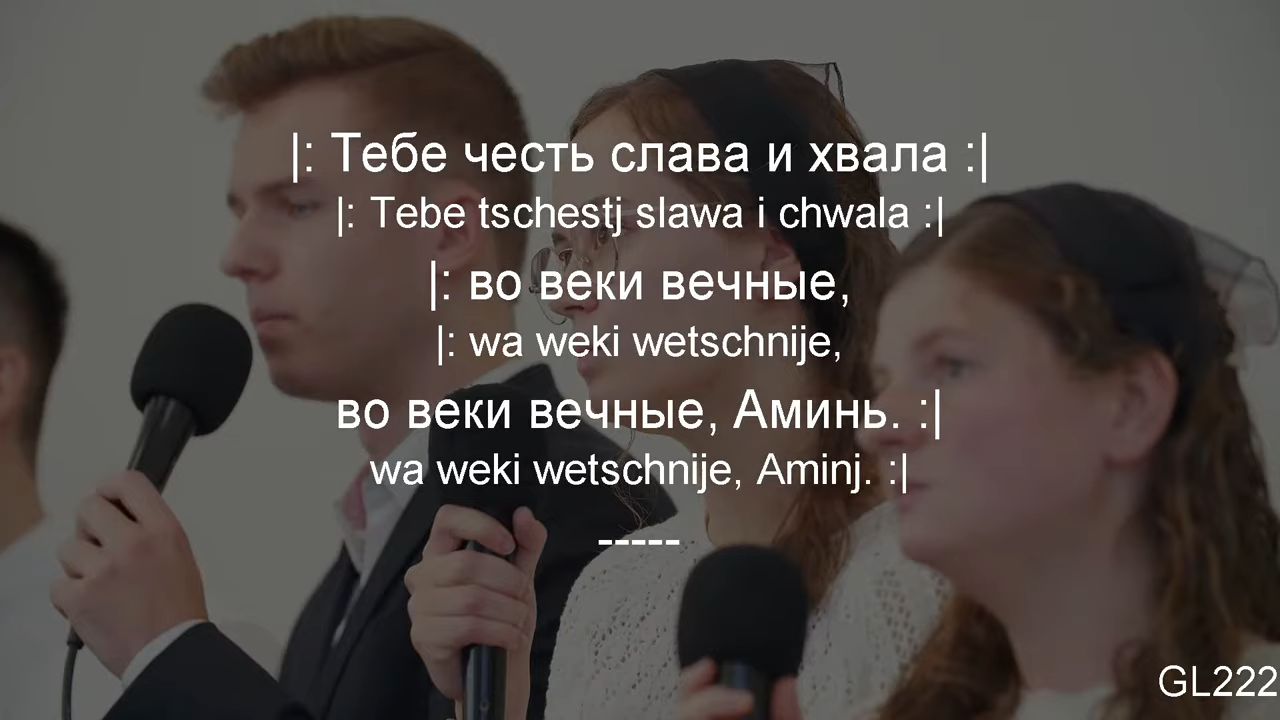 |: Тебе честь слава и хвала :|
|: Tebe tschestj slawa i chwala :|
|: во веки вечные,
|: wa weki wetschnije,
во веки вечные, Аминь. :|
wa weki wetschnije, Aminj. :|
-----
GL222